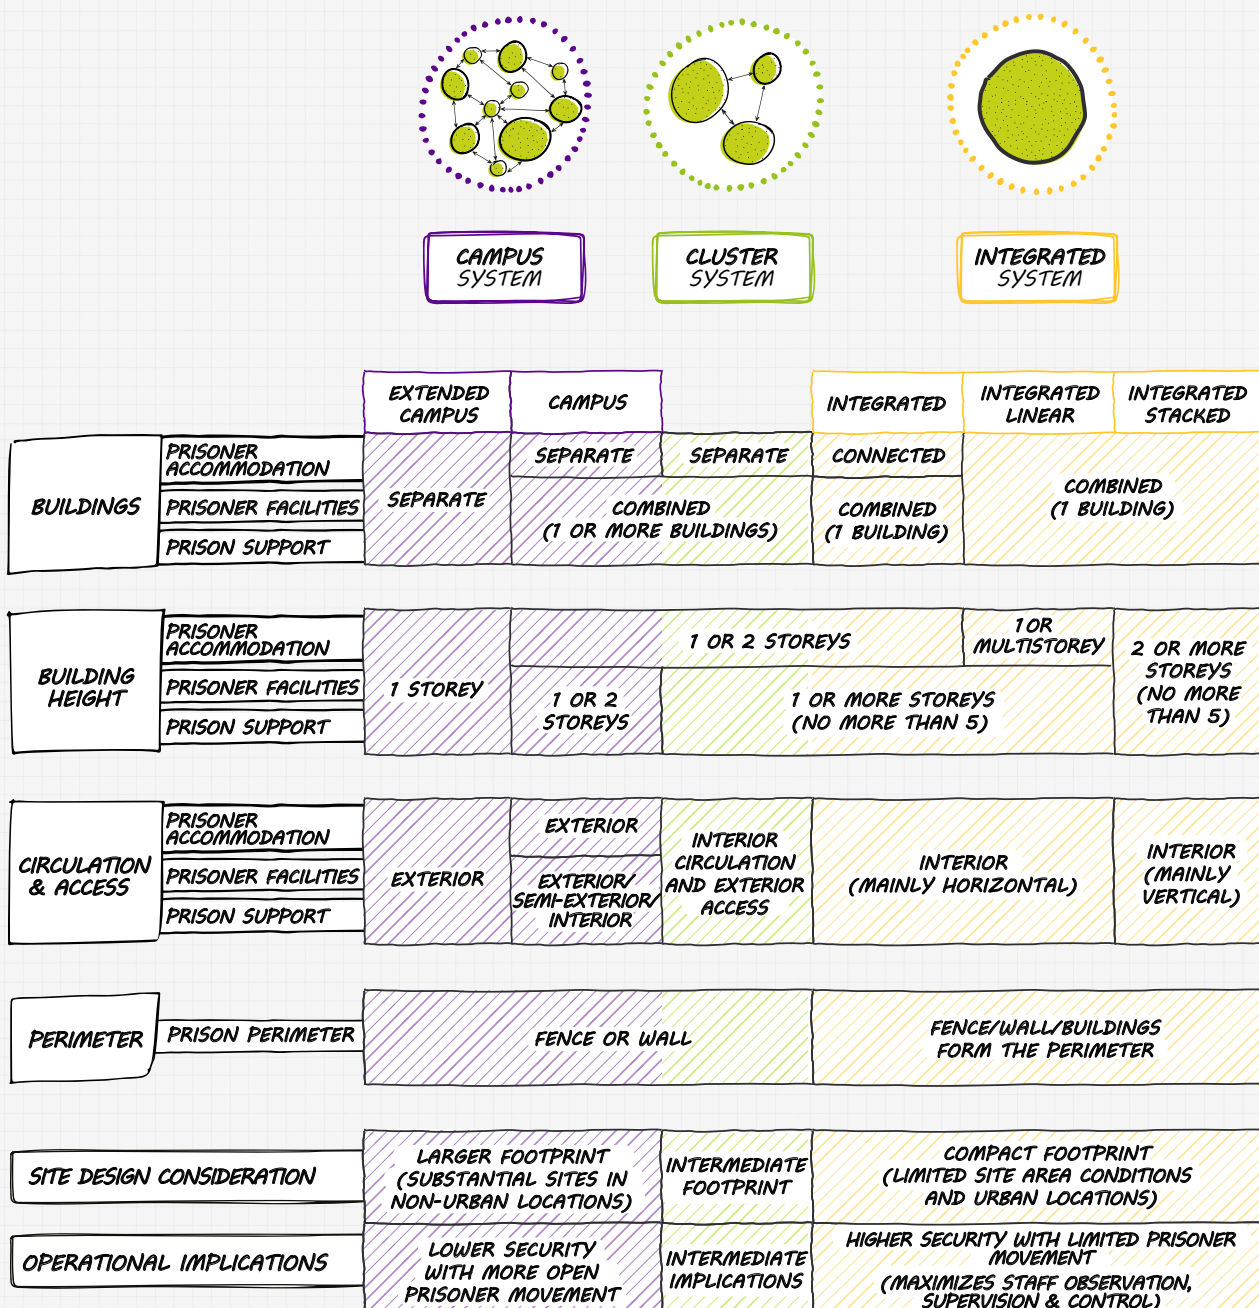 CAMPUS
SYSTEM
CLUSTER
SYSTEM
INTEGRATED
SYSTEM
EXTENDED
CAMPUS
CAMPUS
INTEGRATED
INTEGRATED
LINEAR
INTEGRATED
STACKED
BUILDINGS
PRISONER
ACCOMMODATION
PRISONER FACILITIES
PRISON SUPPORT
SEPARATE
SEPARATE
SEPARATE
CONNECTED
COMBINED
(1 OR MORE BUILDINGS)
COMBINED
(1 BUILDING)
COMBINED
(1 BUILDING)
BUILDING
HEIGHT
PRISONER
ACCOMMODATION
PRISONER FACILITIES
PRISON SUPPORT
1 STOREY
1 OR 2 STOREYS
1 OR
MULTISTOREY
1 OR 2
STOREYS
1 OR MORE STOREYS
(NO MORE THAN 5)
2 OR MORE
STOREYS
(NO MORE
THAN 5)
CIRCULATION
& ACCESS
PRISONER
ACCOMMODATION
PRISONER FACILITIES
PRISON SUPPORT
EXTERIOR
EXTERIOR
EXTERIOR/
SEMI-EXTERIOR/
INTERIOR
INTERIOR
CIRCULATION
AND EXTERIOR
ACCESS
INTERIOR
(MAINLY HORIZONTAL)
INTERIOR
(MAINLY
VERTICAL)
PERIMETER
PRISON PERIMETER
FENCE OR WALL
FENCE/WALL/BUILDINGS
FORM THE PERIMETER
SITE DESIGN CONSIDERATION
LARGER FOOTPRINT
(SUBSTANTIAL SITES IN
NON-URBAN LOCATIONS)
INTERMEDIATE
FOOTPRINT
COMPACT FOOTPRINT
(LIMITED SITE AREA CONDITIONS
AND URBAN LOCATIONS)
OPERATIONAL IMPLICATIONS
LOWER SECURITY
WITH MORE OPEN
PRISONER MOVEMENT
INTERMEDIATE
IMPLICATIONS
HIGHER SECURITY WITH LIMITED PRISONER
MOVEMENT
(MAXIMIZES STAFF OBSERVATION,
SUPERVISION & CONTROL)